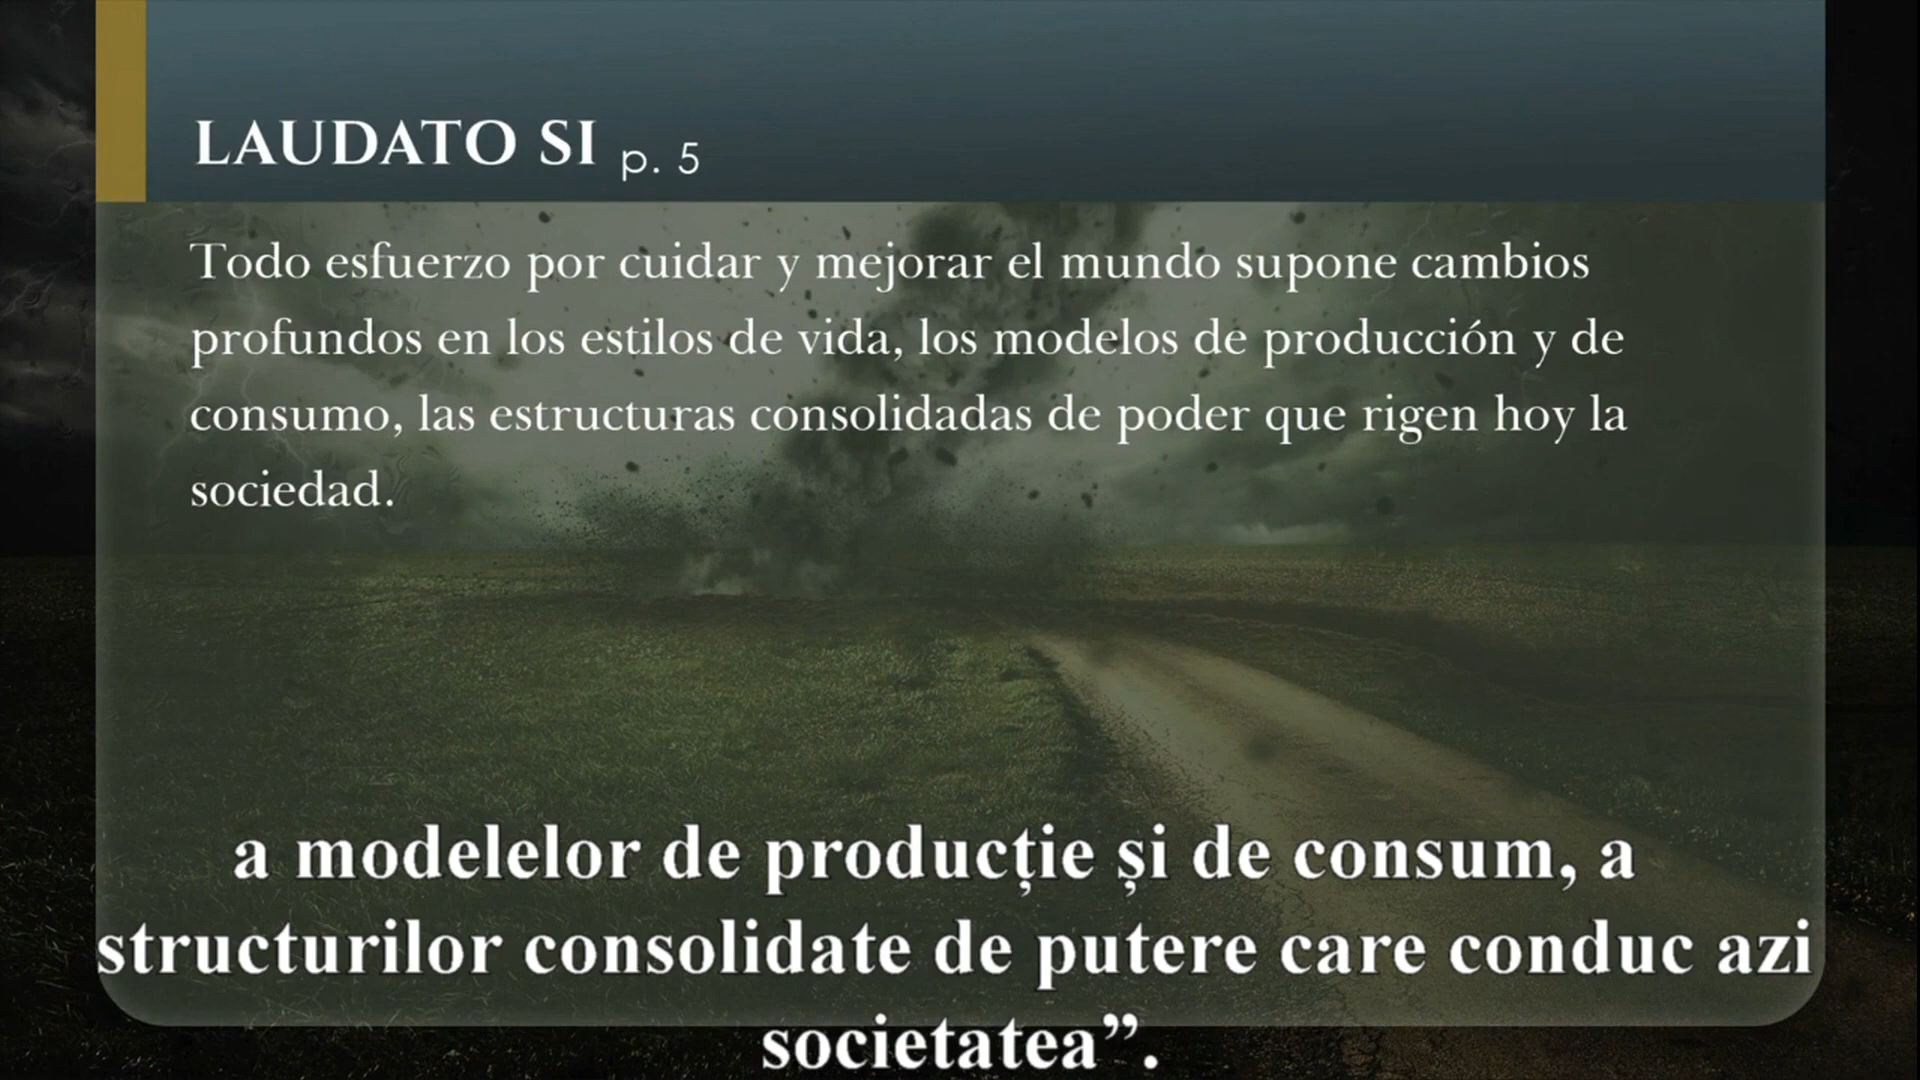 LAUDATO SI p. 5
Todo esfuerzo por cuidar y mejorar el mundo supone cambios
profundos en los estilos de vida, los modelos de producción y de
consumo, las estructuras consolidadas de poder que rigen hoy la
sociedad.
a modelelor de producție și de consum, a
structurilor consolidate de putere care conduc azi
societatea”.